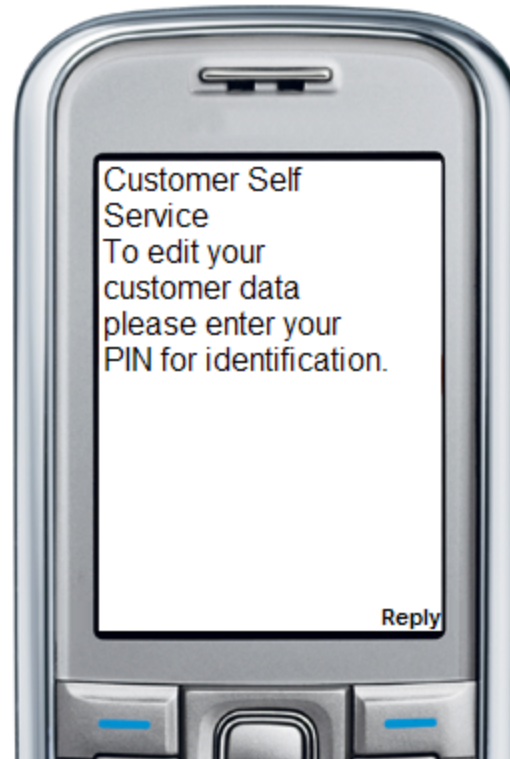 Customer Self
Service
To edit your
customer data
please enter your
PIN for identification.
Reply